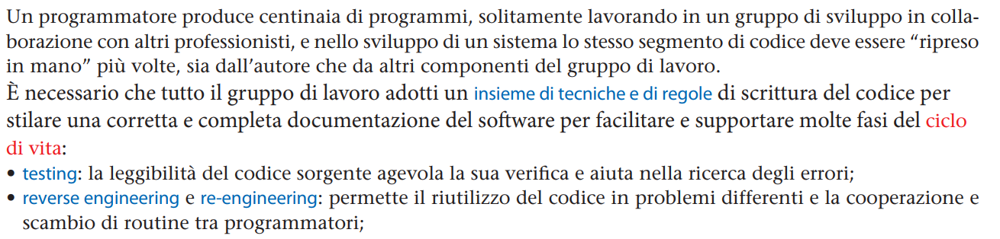 Un programmatore produce centinaia di programmi, solitamente lavorando in un gruppo di sviluppo in colla-
borazione con altri professionisti, e nello sviluppo di un sistema lo stesso segmento di codice deve essere “ripreso
in mano” più volte, sia dall’autore che da altri componenti del gruppo di lavoro.
È necessario che tutto il gruppo di lavoro adotti un insieme di tecniche e di regole di scrittura del codice per
stilare una corretta e completa documentazione del software per facilitare e supportare molte fasi del ciclo
di vita:
• testing: la leggibilità del codice sorgente agevola la sua verifica e aiuta nella ricerca degli errori;
• reverse engineering e re-engineering: permette il riutilizzo del codice in problemi differenti e la cooperazione e
scambio di routine tra programmatori;